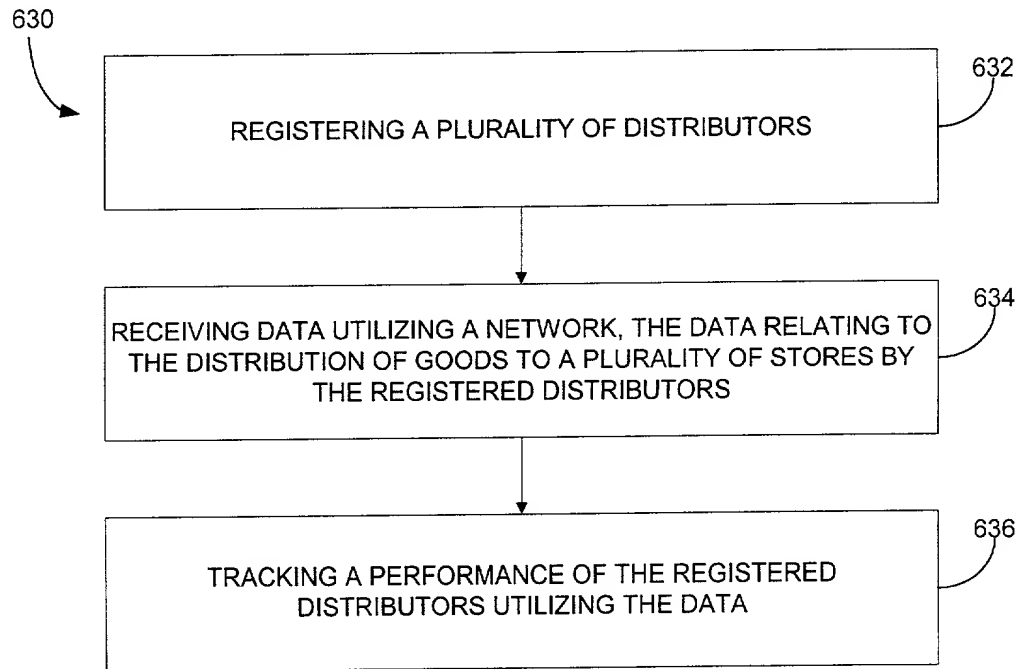 630
632
REGISTERING A PLURALITY OF DISTRIBUTORS
634
RECEIVING DATA UTILIZING A NETWORK, THE DATA RELATING TO
THE DISTRIBUTION OF GOODS TO A PLURALITY OF STORES BY
THE REGISTERED DISTRIBUTORS
636
TRACKING A PERFORMANCE OF THE REGISTERED
DISTRIBUTORS UTILIZING THE DATA